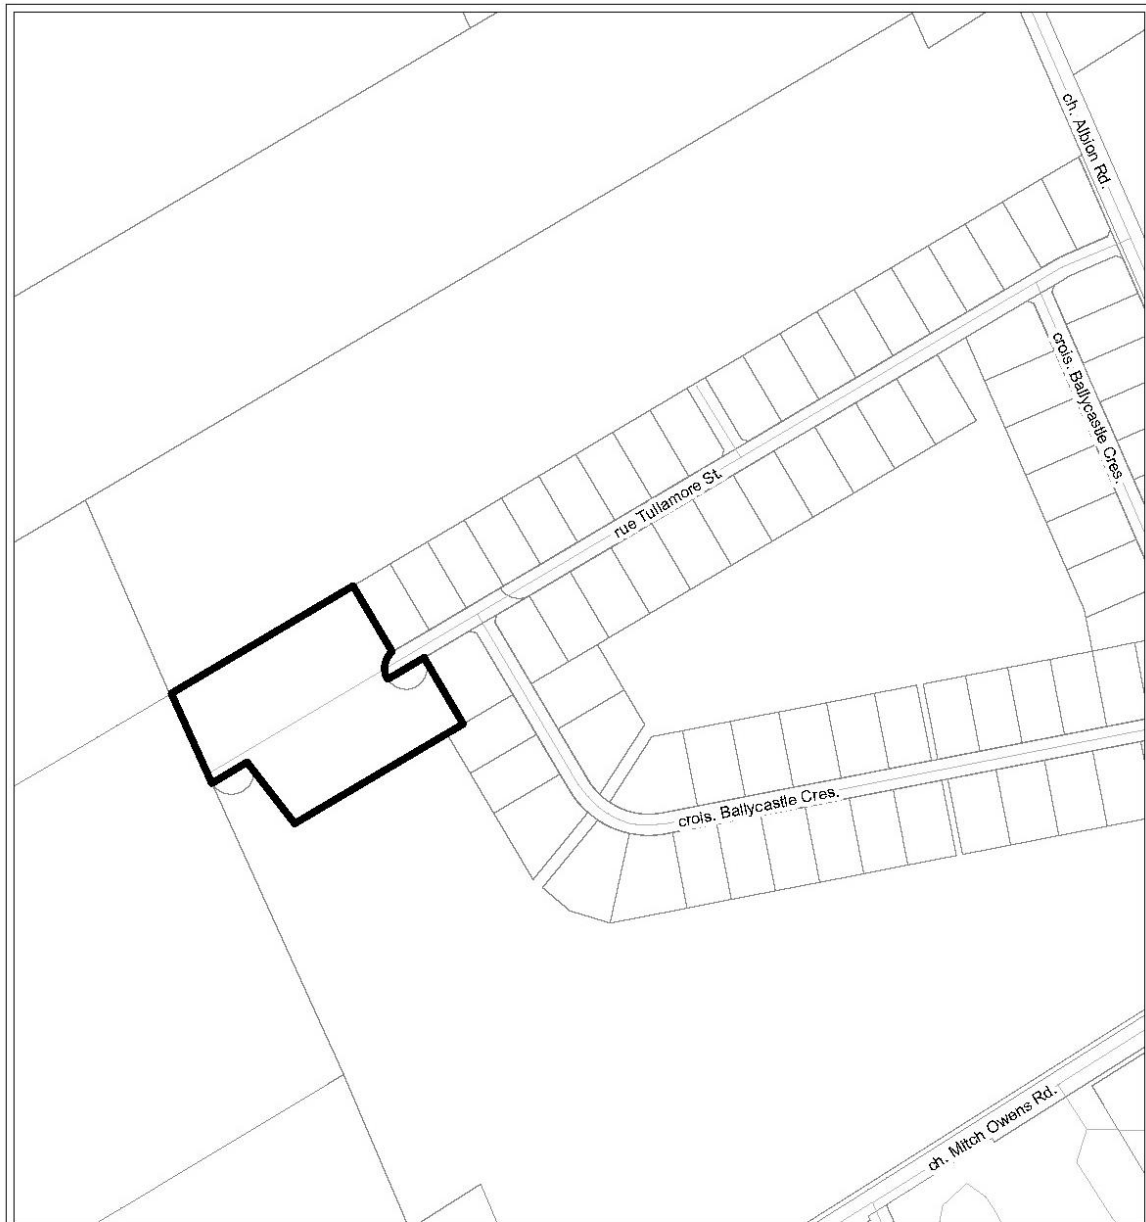 ch. Albion Rd.
crois. Ballycastle Cres.
rue Tullamore St.
crois. Ballycastle Cres.
ch. Mitch Owens Rd.